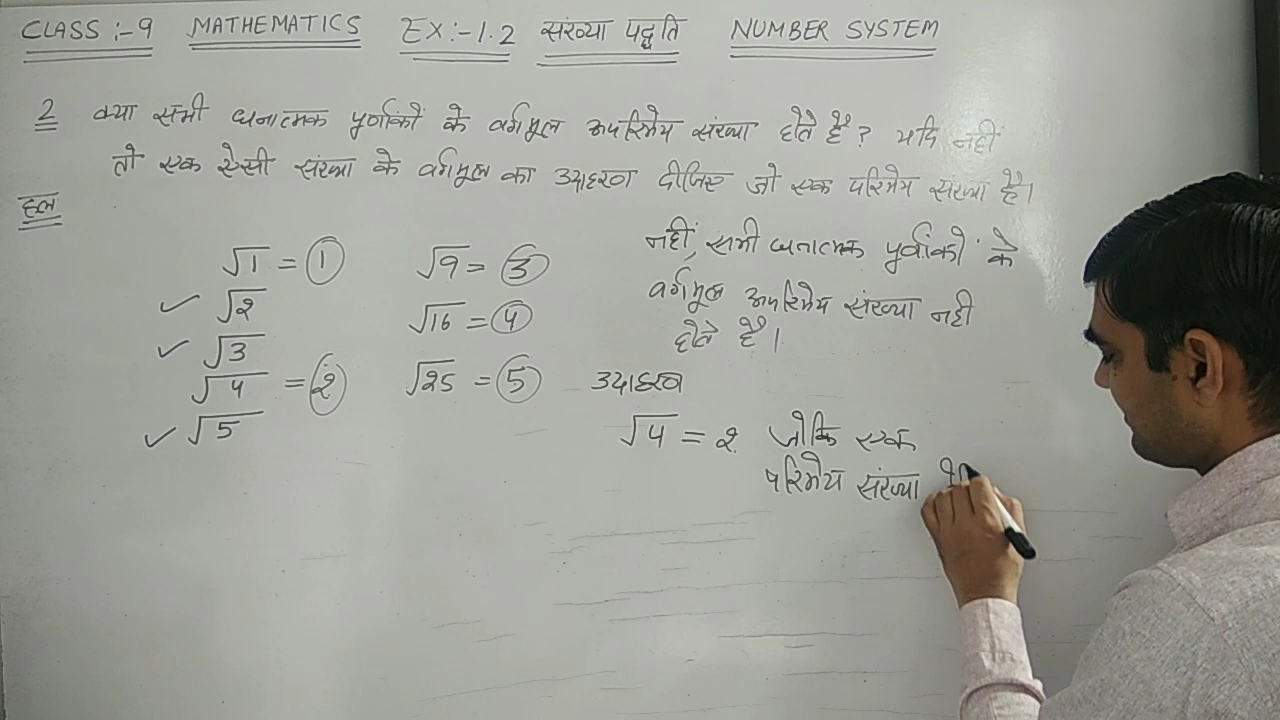 CLASS :- 9 MATHEMATICS EX:-1.2 संख्या पद्धति NUMBER SYSTEM
2 क्या सभी धनात्मक पूर्णांकों के वर्गमूल अपरिमेय संख्या होते है? यदि नहीं
तो एक ऐसी संख्या के वर्गमूल का उदाहरण दीजिए जो एक परिमेय संख्या है।
हल
√1 = 1
✓ √2
✓ √3
√4 = 2
✓ √5
√9 = 3
√16 = 4
√25 = 5
नहीं, सभी धनात्मक पूर्णांकों के
वर्गमूल अपरिमेय संख्या नही
होते है।
उदाहरण
√4 = 2 जोकि एक
परिमेय संख्या